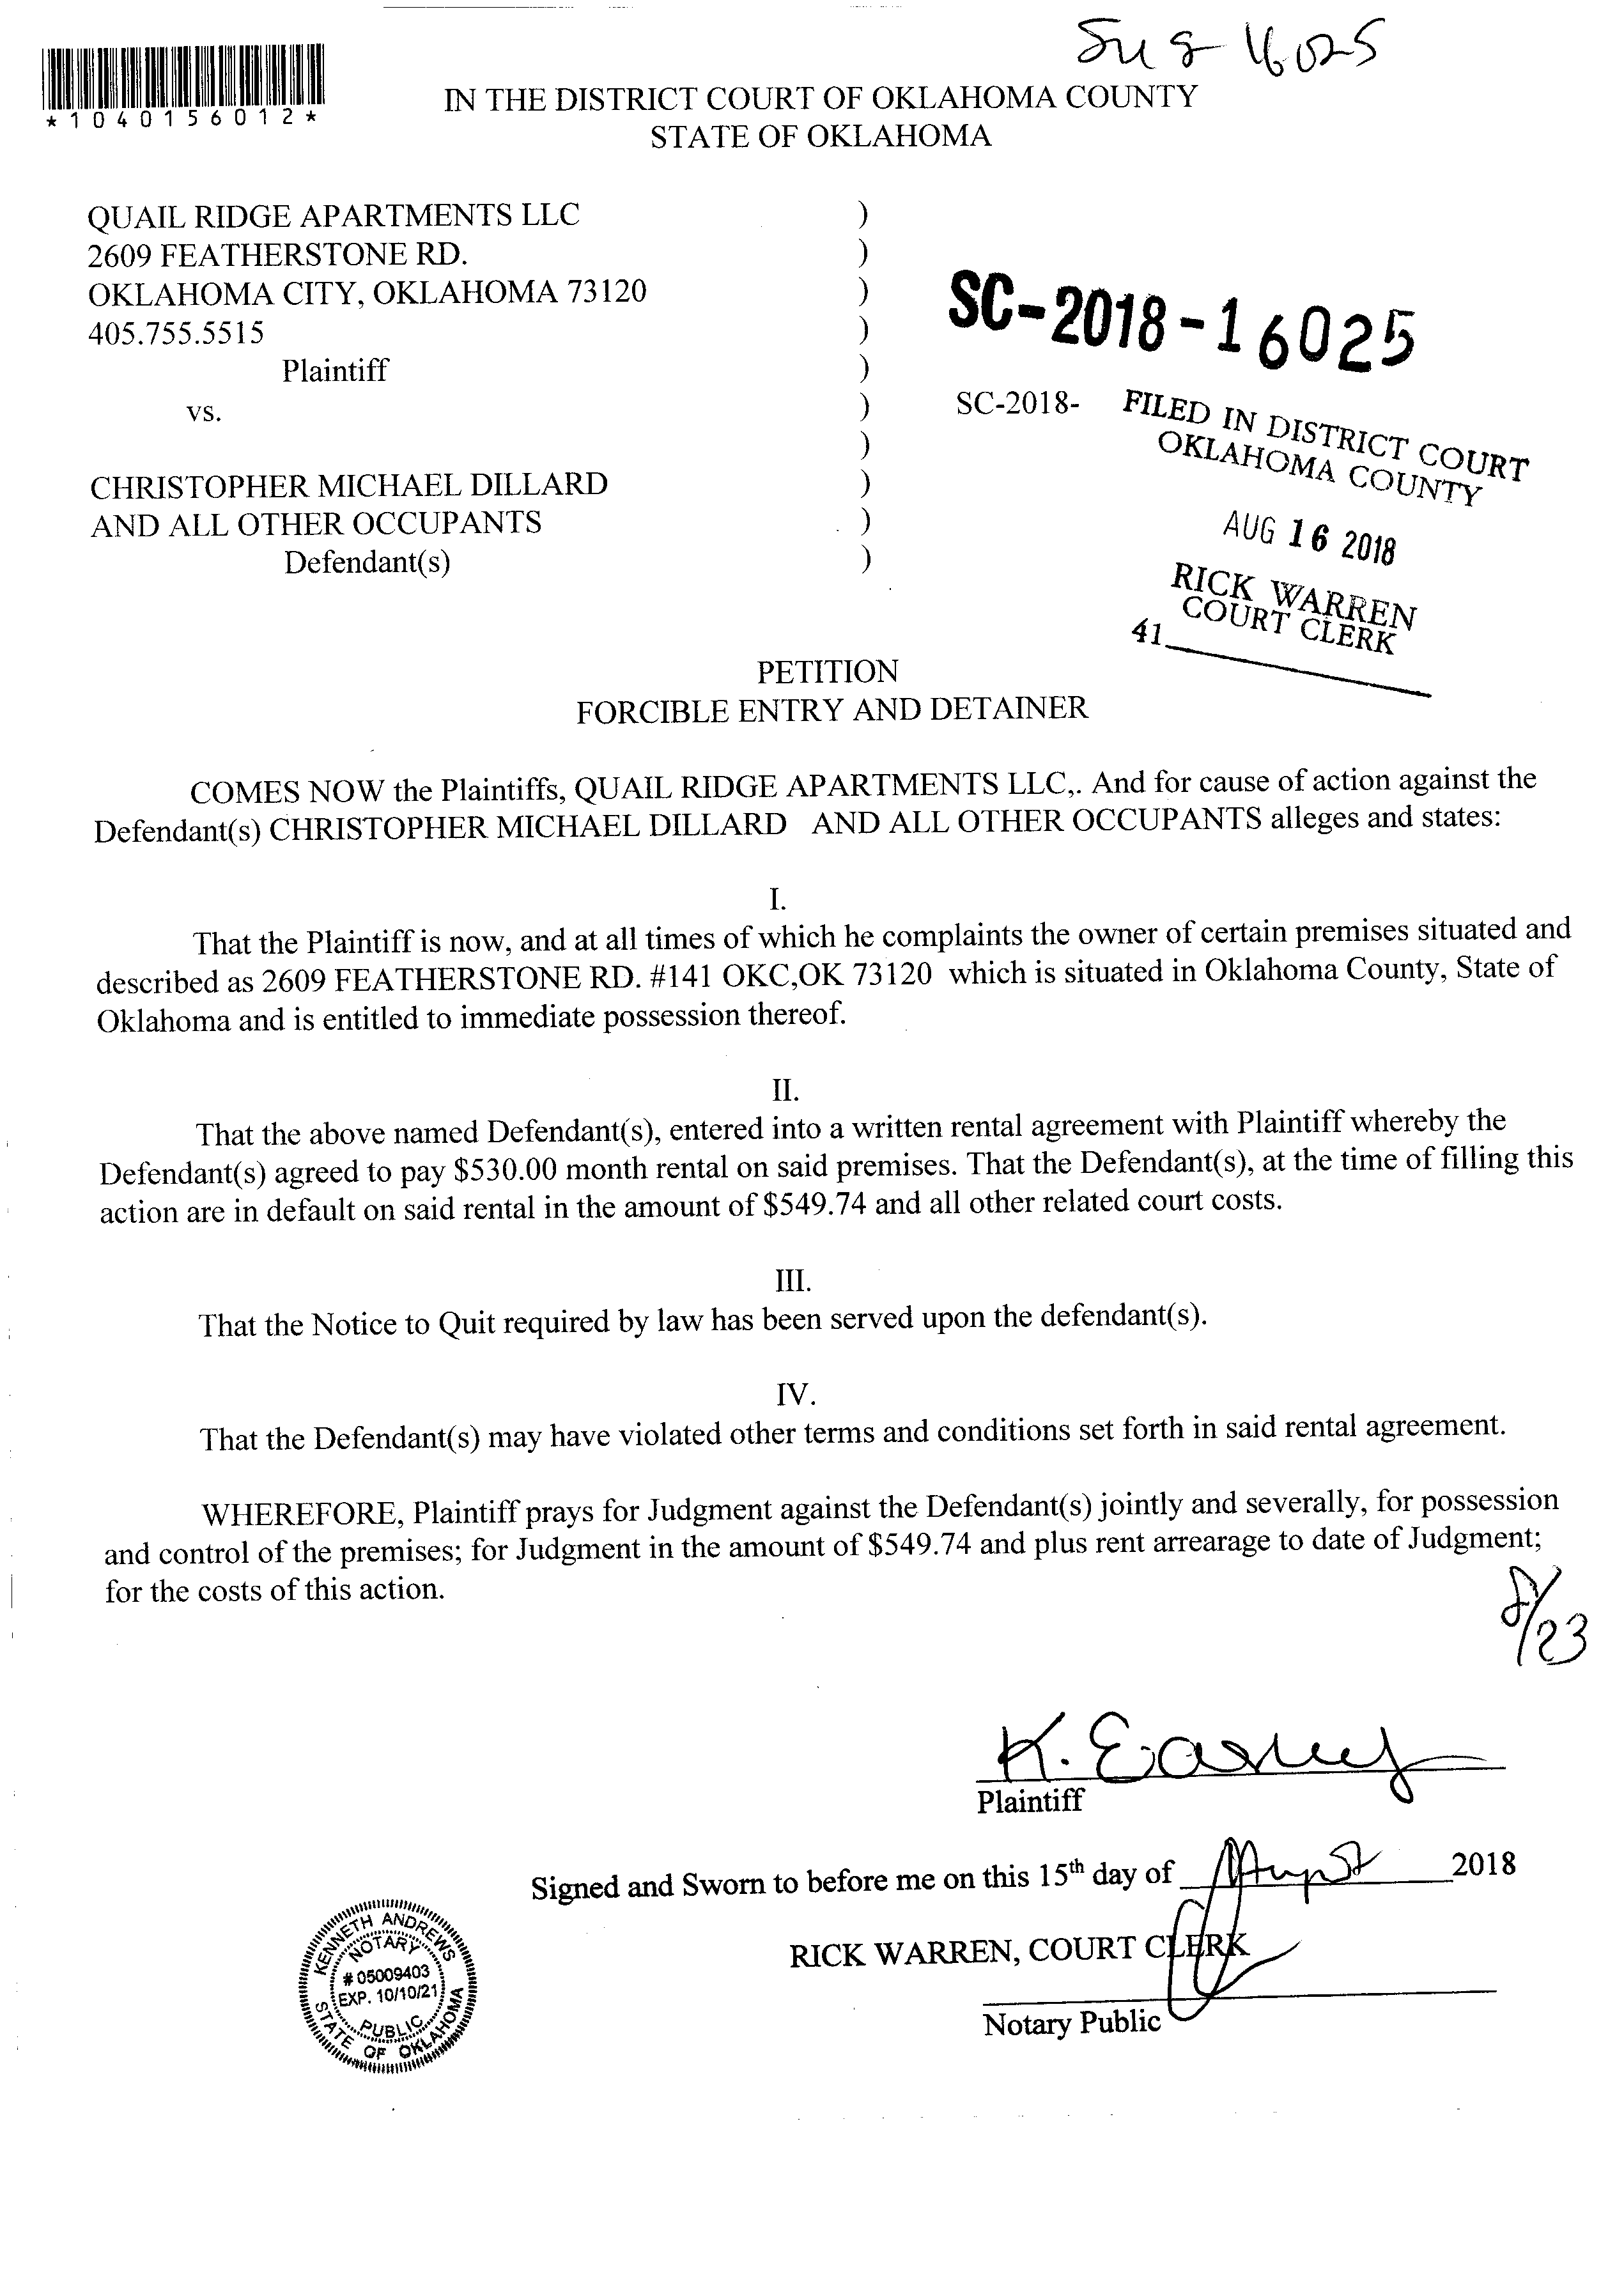 16025
*1040156012*
IN THE DISTRICT COURT OF OKLAHOMA COUNTY
STATE OF OKLAHOMA
QUAIL RIDGE APARTMENTS LLC )
2609 FEATHERSTONE RD. )
OKLAHOMA CITY, OKLAHOMA 73120 )
405.755.5515 )
Plaintiff )
vs. )
)
CHRISTOPHER MICHAEL DILLARD )
AND ALL OTHER OCCUPANTS )
Defendant(s) )
SC-2018-16025
SC-2018-
FILED IN DISTRICT COURT
OKLAHOMA COUNTY
AUG 16 2018
RICK WARREN
COURT CLERK
41
PETITION
FORCIBLE ENTRY AND DETAINER
COMES NOW the Plaintiffs, QUAIL RIDGE APARTMENTS LLC,. And for cause of action against the
Defendant(s) CHRISTOPHER MICHAEL DILLARD AND ALL OTHER OCCUPANTS alleges and states:
I.
That the Plaintiff is now, and at all times of which he complaints the owner of certain premises situated and
described as 2609 FEATHERSTONE RD. #141 OKC,OK 73120 which is situated in Oklahoma County, State of
Oklahoma and is entitled to immediate possession thereof.
II.
That the above named Defendant(s), entered into a written rental agreement with Plaintiff whereby the
Defendant(s) agreed to pay $530.00 month rental on said premises. That the Defendant(s), at the time of filling this
action are in default on said rental in the amount of $549.74 and all other related court costs.
III.
That the Notice to Quit required by law has been served upon the defendant(s).
IV.
That the Defendant(s) may have violated other terms and conditions set forth in said rental agreement.
WHEREFORE, Plaintiff prays for Judgment against the Defendant(s) jointly and severally, for possession
and control of the premises; for Judgment in the amount of $549.74 and plus rent arrearage to date of Judgment;
for the costs of this action.
8/23
K. Easley
Plaintiff
Signed and Sworn to before me on this 15th day of August 2018
RICK WARREN, COURT CLERK
Notary Public
KENNETH ANDREWS
NOTARY
# 05009403
EXP. 10/10/21
PUBLIC
STATE OF OKLAHOMA